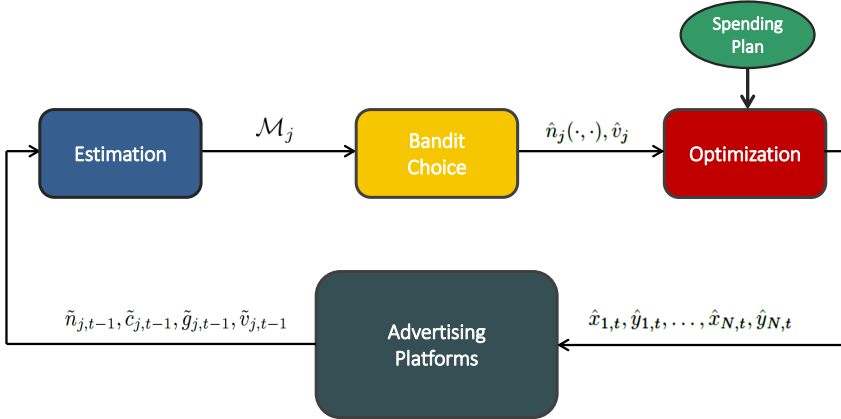 Spending
Plan
Estimation
$\mathcal{M}_j$
Bandit
Choice
$\hat{n}_j(\cdot,\cdot), \hat{v}_j$
Optimization
$\tilde{n}_{j,t-1}, \tilde{c}_{j,t-1}, \tilde{g}_{j,t-1}, \tilde{v}_{j,t-1}$
Advertising
Platforms
$\hat{x}_{1,t}, \hat{y}_{1,t}, \ldots, \hat{x}_{N,t}, \hat{y}_{N,t}$